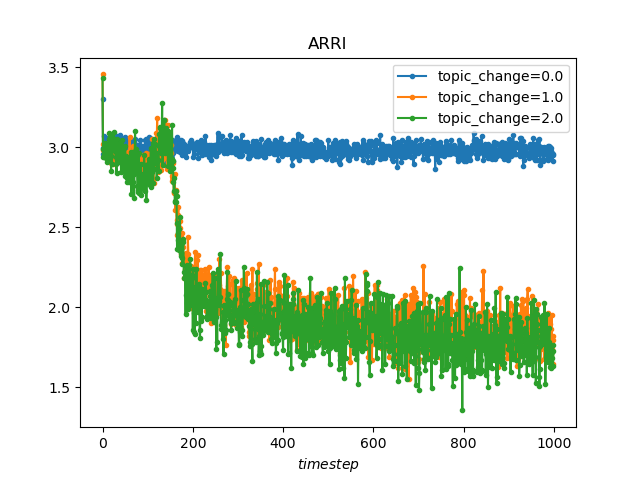 ARRI
topic_change=0.0
topic_change=1.0
topic_change=2.0
3.5
3.0
2.5
2.0
1.5
0 200 400 600 800 1000
timestep